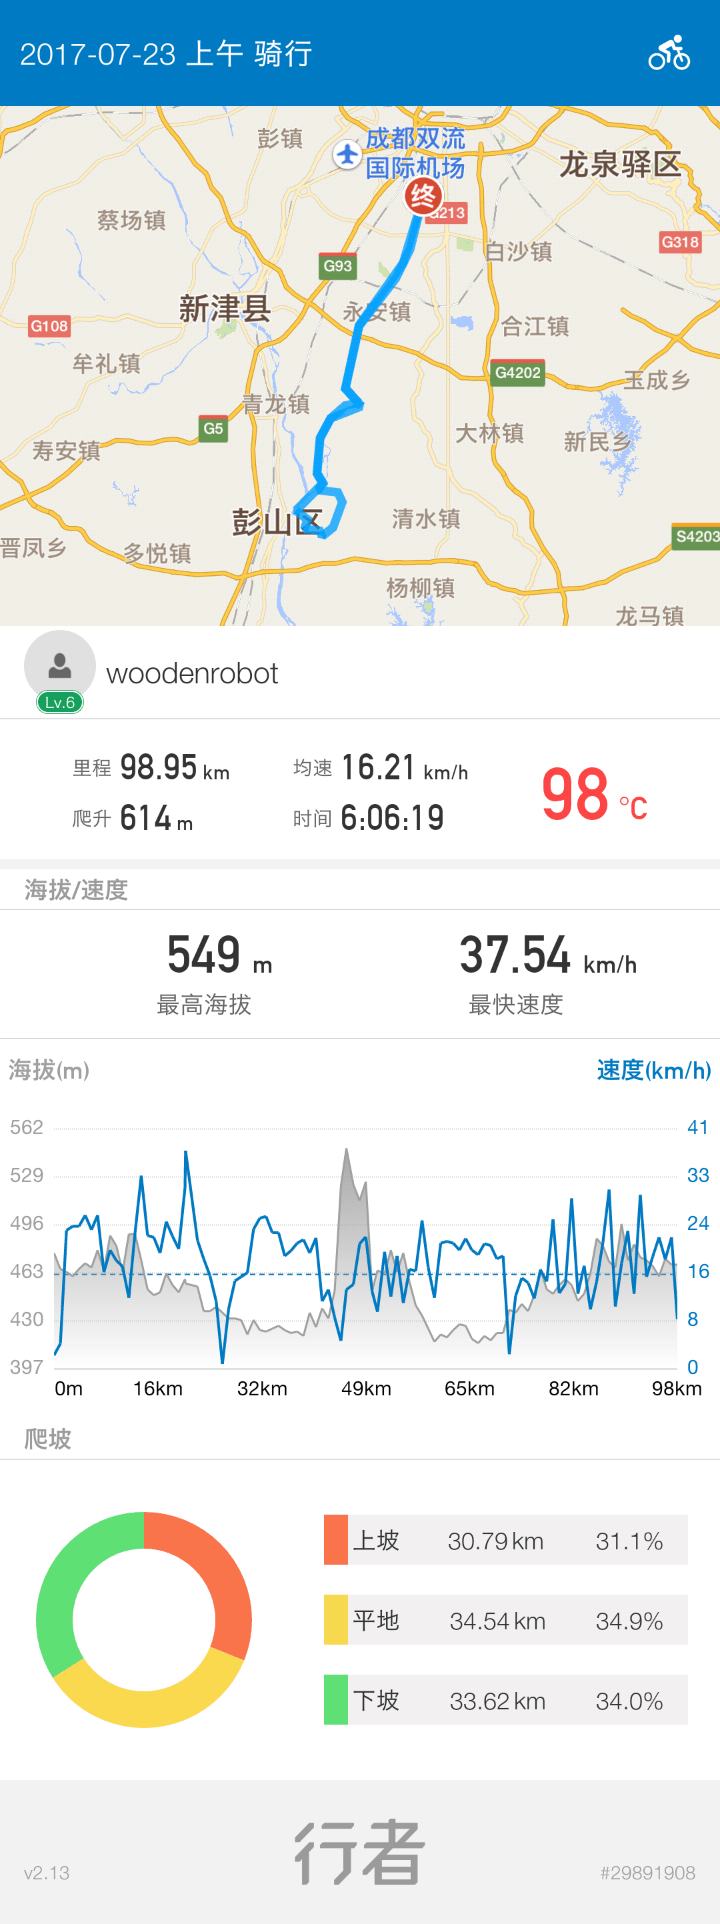 2017-07-23 上午 骑行
彭镇
成都双流
国际机场
龙泉驿区
终
G213
蔡场镇
G318
白沙镇
G93
新津县
永安镇
G108
合江镇
牟礼镇
G4202
玉成乡
青龙镇
G5
大林镇
新民乡
寿安镇
彭山区
清水镇
S4203
晋凤乡
多悦镇
杨柳镇
龙马镇
Lv.6
woodenrobot
里程 98.95 km
均速 16.21 km/h
98 °C
爬升 614 m
时间 6:06:19
海拔/速度
549 m
37.54 km/h
最高海拔
最快速度
海拔(m)
速度(km/h)
562 41
529 33
496 24
463 16
430 8
397 0
0m 16km 32km 49km 65km 82km 98km
爬坡
上坡 30.79 km 31.1%
平地 34.54 km 34.9%
下坡 33.62 km 34.0%
行者
v2.13
#29891908